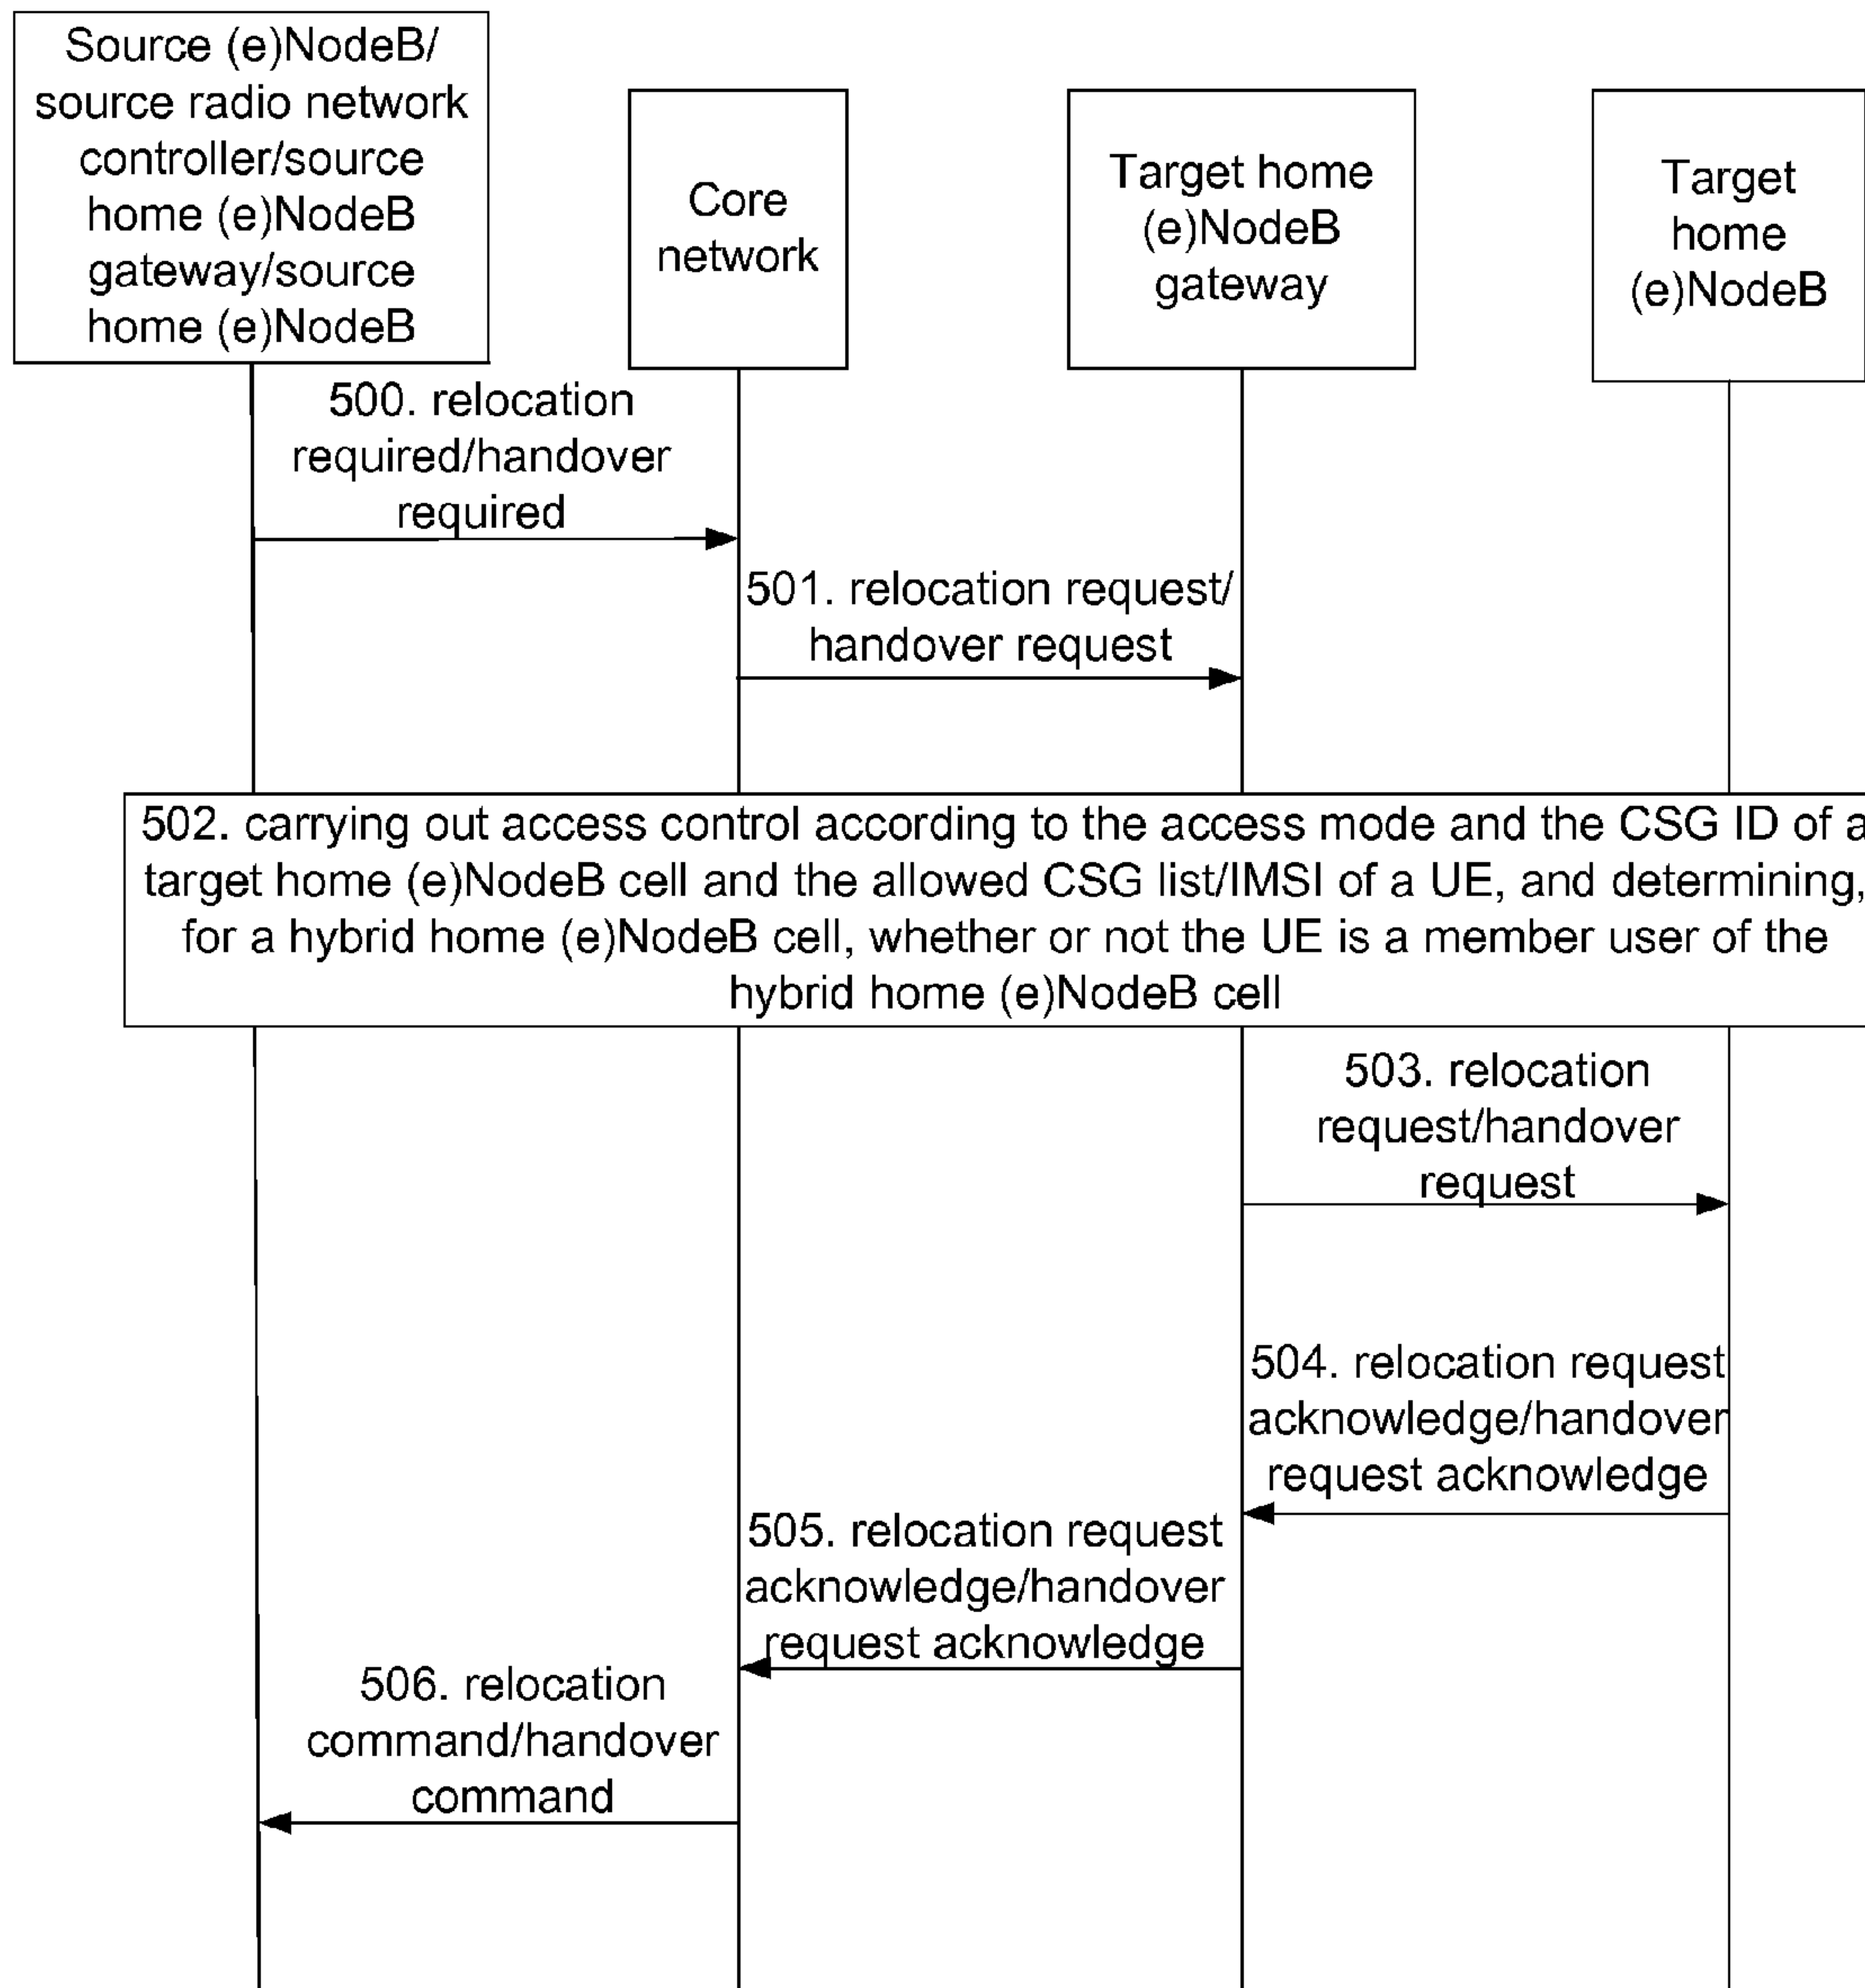 Source (e)NodeB/
source radio network
controller/source
home (e)NodeB
gateway/source
home (e)NodeB
Core
network
Target home
(e)NodeB
gateway
Target
home
(e)NodeB
500. relocation
required/handover
required
501. relocation request/
handover request
502. carrying out access control according to the access mode and the CSG ID of a
target home (e)NodeB cell and the allowed CSG list/IMSI of a UE, and determining,
for a hybrid home (e)NodeB cell, whether or not the UE is a member user of the
hybrid home (e)NodeB cell
503. relocation
request/handover
request
504. relocation request
acknowledge/handover
request acknowledge
505. relocation request
acknowledge/handover
request acknowledge
506. relocation
command/handover
command